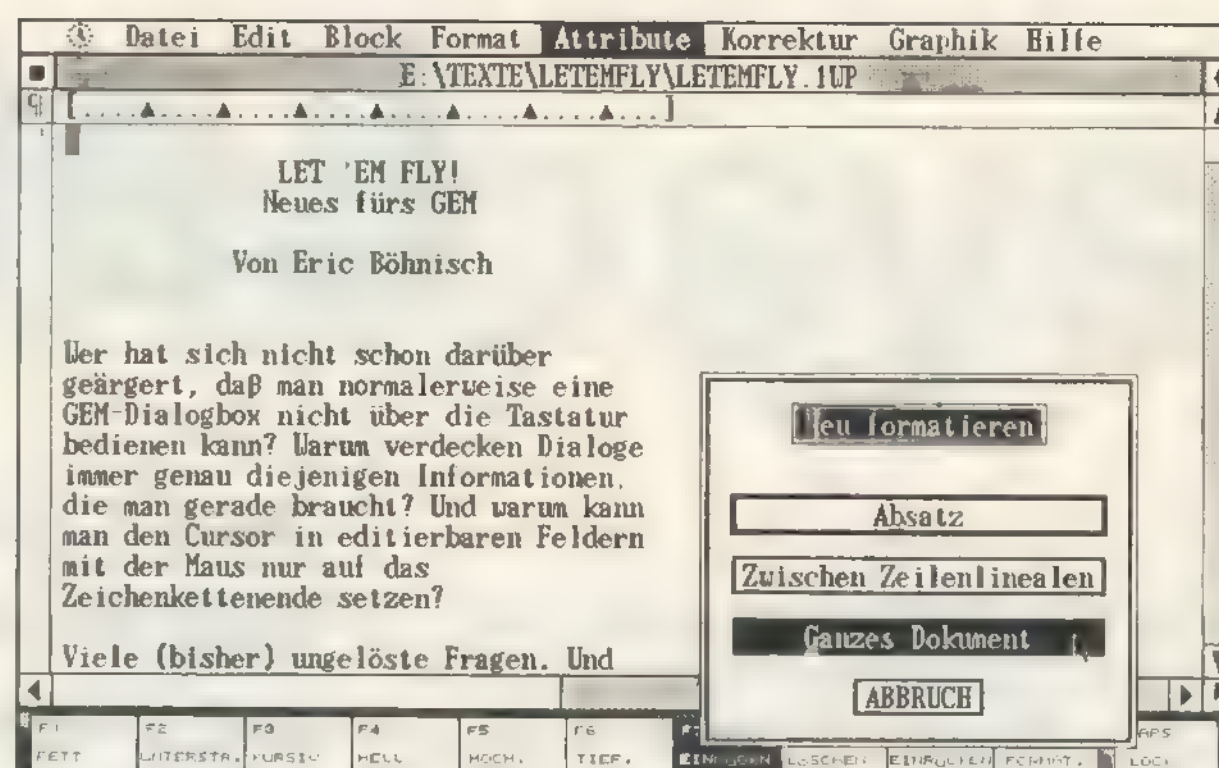 Datei Edit Block Format Attribute Korrektur Graphik Hilfe
E:\TEXTE\LETEMFLY\LETEMFLY.1WP
LET 'EM FLY!
Neues fürs GEM
Von Eric Böhnisch
Wer hat sich nicht schon darüber
geärgert, daß man normalerweise eine
GEM-Dialogbox nicht über die Tastatur
bedienen kann? Warum verdecken Dialoge
immer genau diejenigen Informationen,
die man gerade braucht? Und warum kann
man den Cursor in editierbaren Feldern
mit der Maus nur auf das
Zeichenkettenende setzen?
Viele (bisher) ungelöste Fragen. Und
Neu formatieren
Absatz
Zwischen Zeilenlinealen
Ganzes Dokument
ABBRUCH
F1 F2 F3 F4 F5 F6
FETT UNTERSTR. KURSIV HELL HOCH. TIEF. EINFÜGEN LÖSCHEN EINRÜCKEN FORMAT.